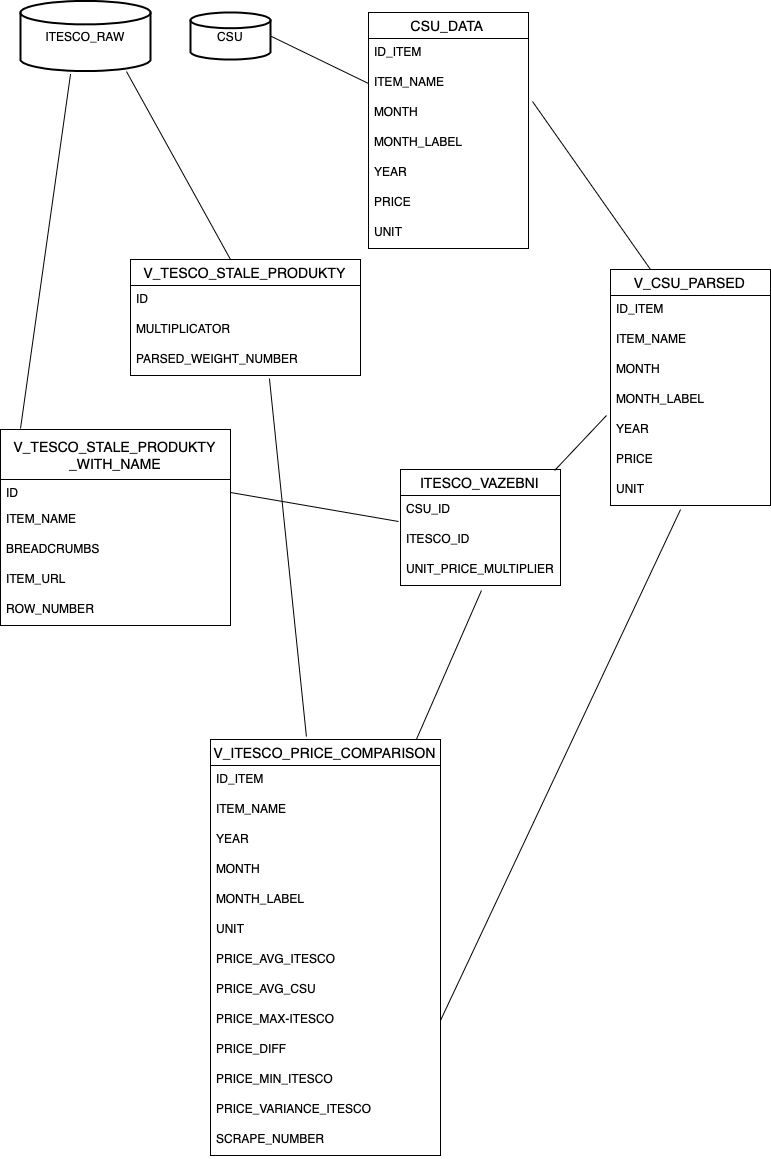 ITESCO_RAW
CSU
CSU_DATA
ID_ITEM
ITEM_NAME
MONTH
MONTH_LABEL
YEAR
PRICE
UNIT
V_TESCO_STALE_PRODUKTY
ID
MULTIPLICATOR
PARSED_WEIGHT_NUMBER
V_CSU_PARSED
ID_ITEM
ITEM_NAME
MONTH
MONTH_LABEL
YEAR
PRICE
UNIT
V_TESCO_STALE_PRODUKTY
_WITH_NAME
ID
ITEM_NAME
BREADCRUMBS
ITEM_URL
ROW_NUMBER
ITESCO_VAZEBNI
CSU_ID
ITESCO_ID
UNIT_PRICE_MULTIPLIER
V_ITESCO_PRICE_COMPARISON
ID_ITEM
ITEM_NAME
YEAR
MONTH
MONTH_LABEL
UNIT
PRICE_AVG_ITESCO
PRICE_AVG_CSU
PRICE_MAX-ITESCO
PRICE_DIFF
PRICE_MIN_ITESCO
PRICE_VARIANCE_ITESCO
SCRAPE_NUMBER